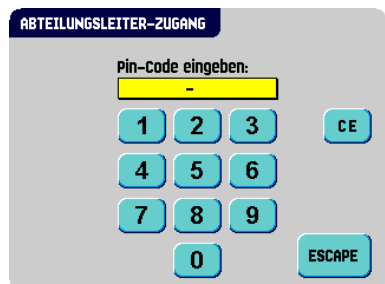 ABTEILUNGSLEITER-ZUGANG
Pin-Code eingeben:
-
1 2 3 CE
4 5 6
7 8 9
0 ESCAPE